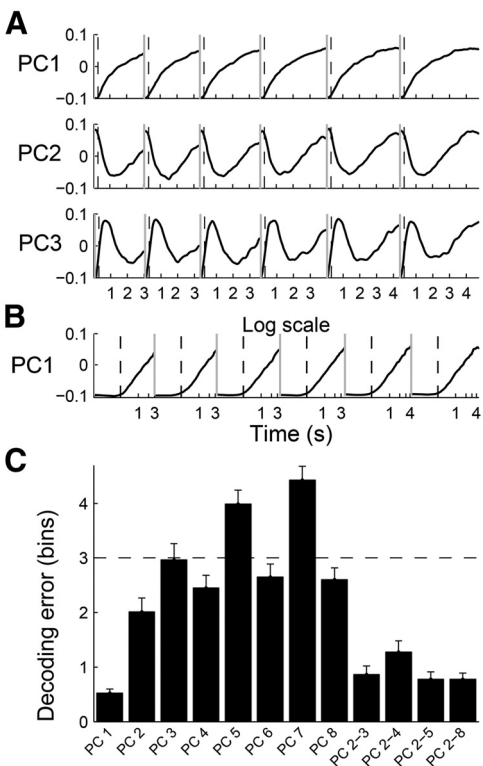 A
PC1
0.1
0
−0.1
PC2
0.1
0
−0.1
PC3
0.1
0
−0.1
1 2 3 1 2 3 1 2 3 1 2 3 1 2 3 4 1 2 3 4
B
Log scale
PC1
0.1
0
−0.1
1 3 1 3 1 3 1 3 1 4 1 4
Time (s)
C
Decoding error (bins)
4
3
2
1
0
PC 1 PC 2 PC 3 PC 4 PC 5 PC 6 PC 7 PC 8 PC 2−3 PC 2−4 PC 2−5 PC 2−8